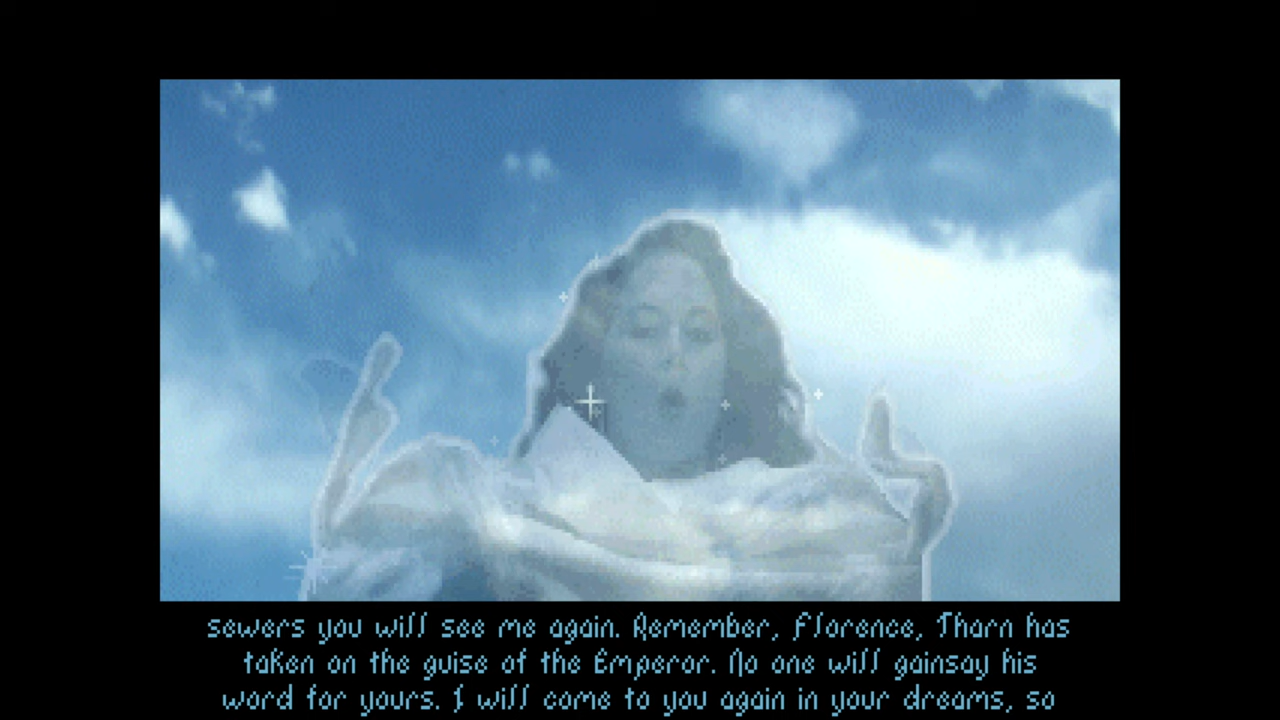 sewers you will see me again. Remember, Florence, Tharn has
taken on the guise of the Emperor. No one will gainsay his
word for yours. I will come to you again in your dreams, so